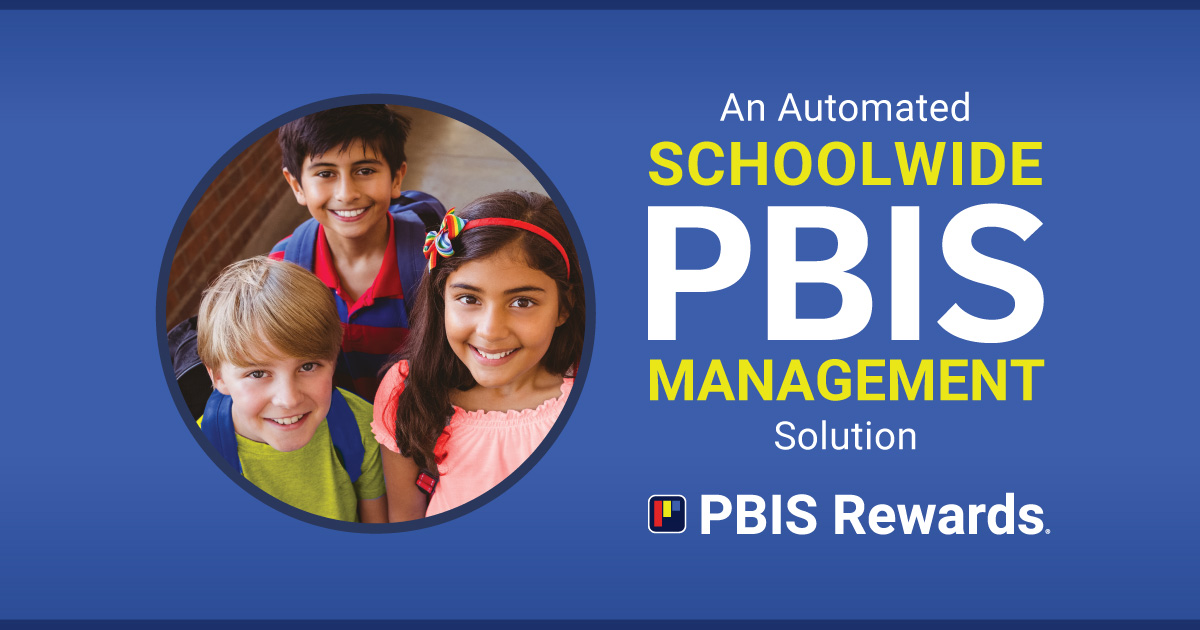 An Automated
SCHOOLWIDE
PBIS
MANAGEMENT
Solution
PBIS Rewards®